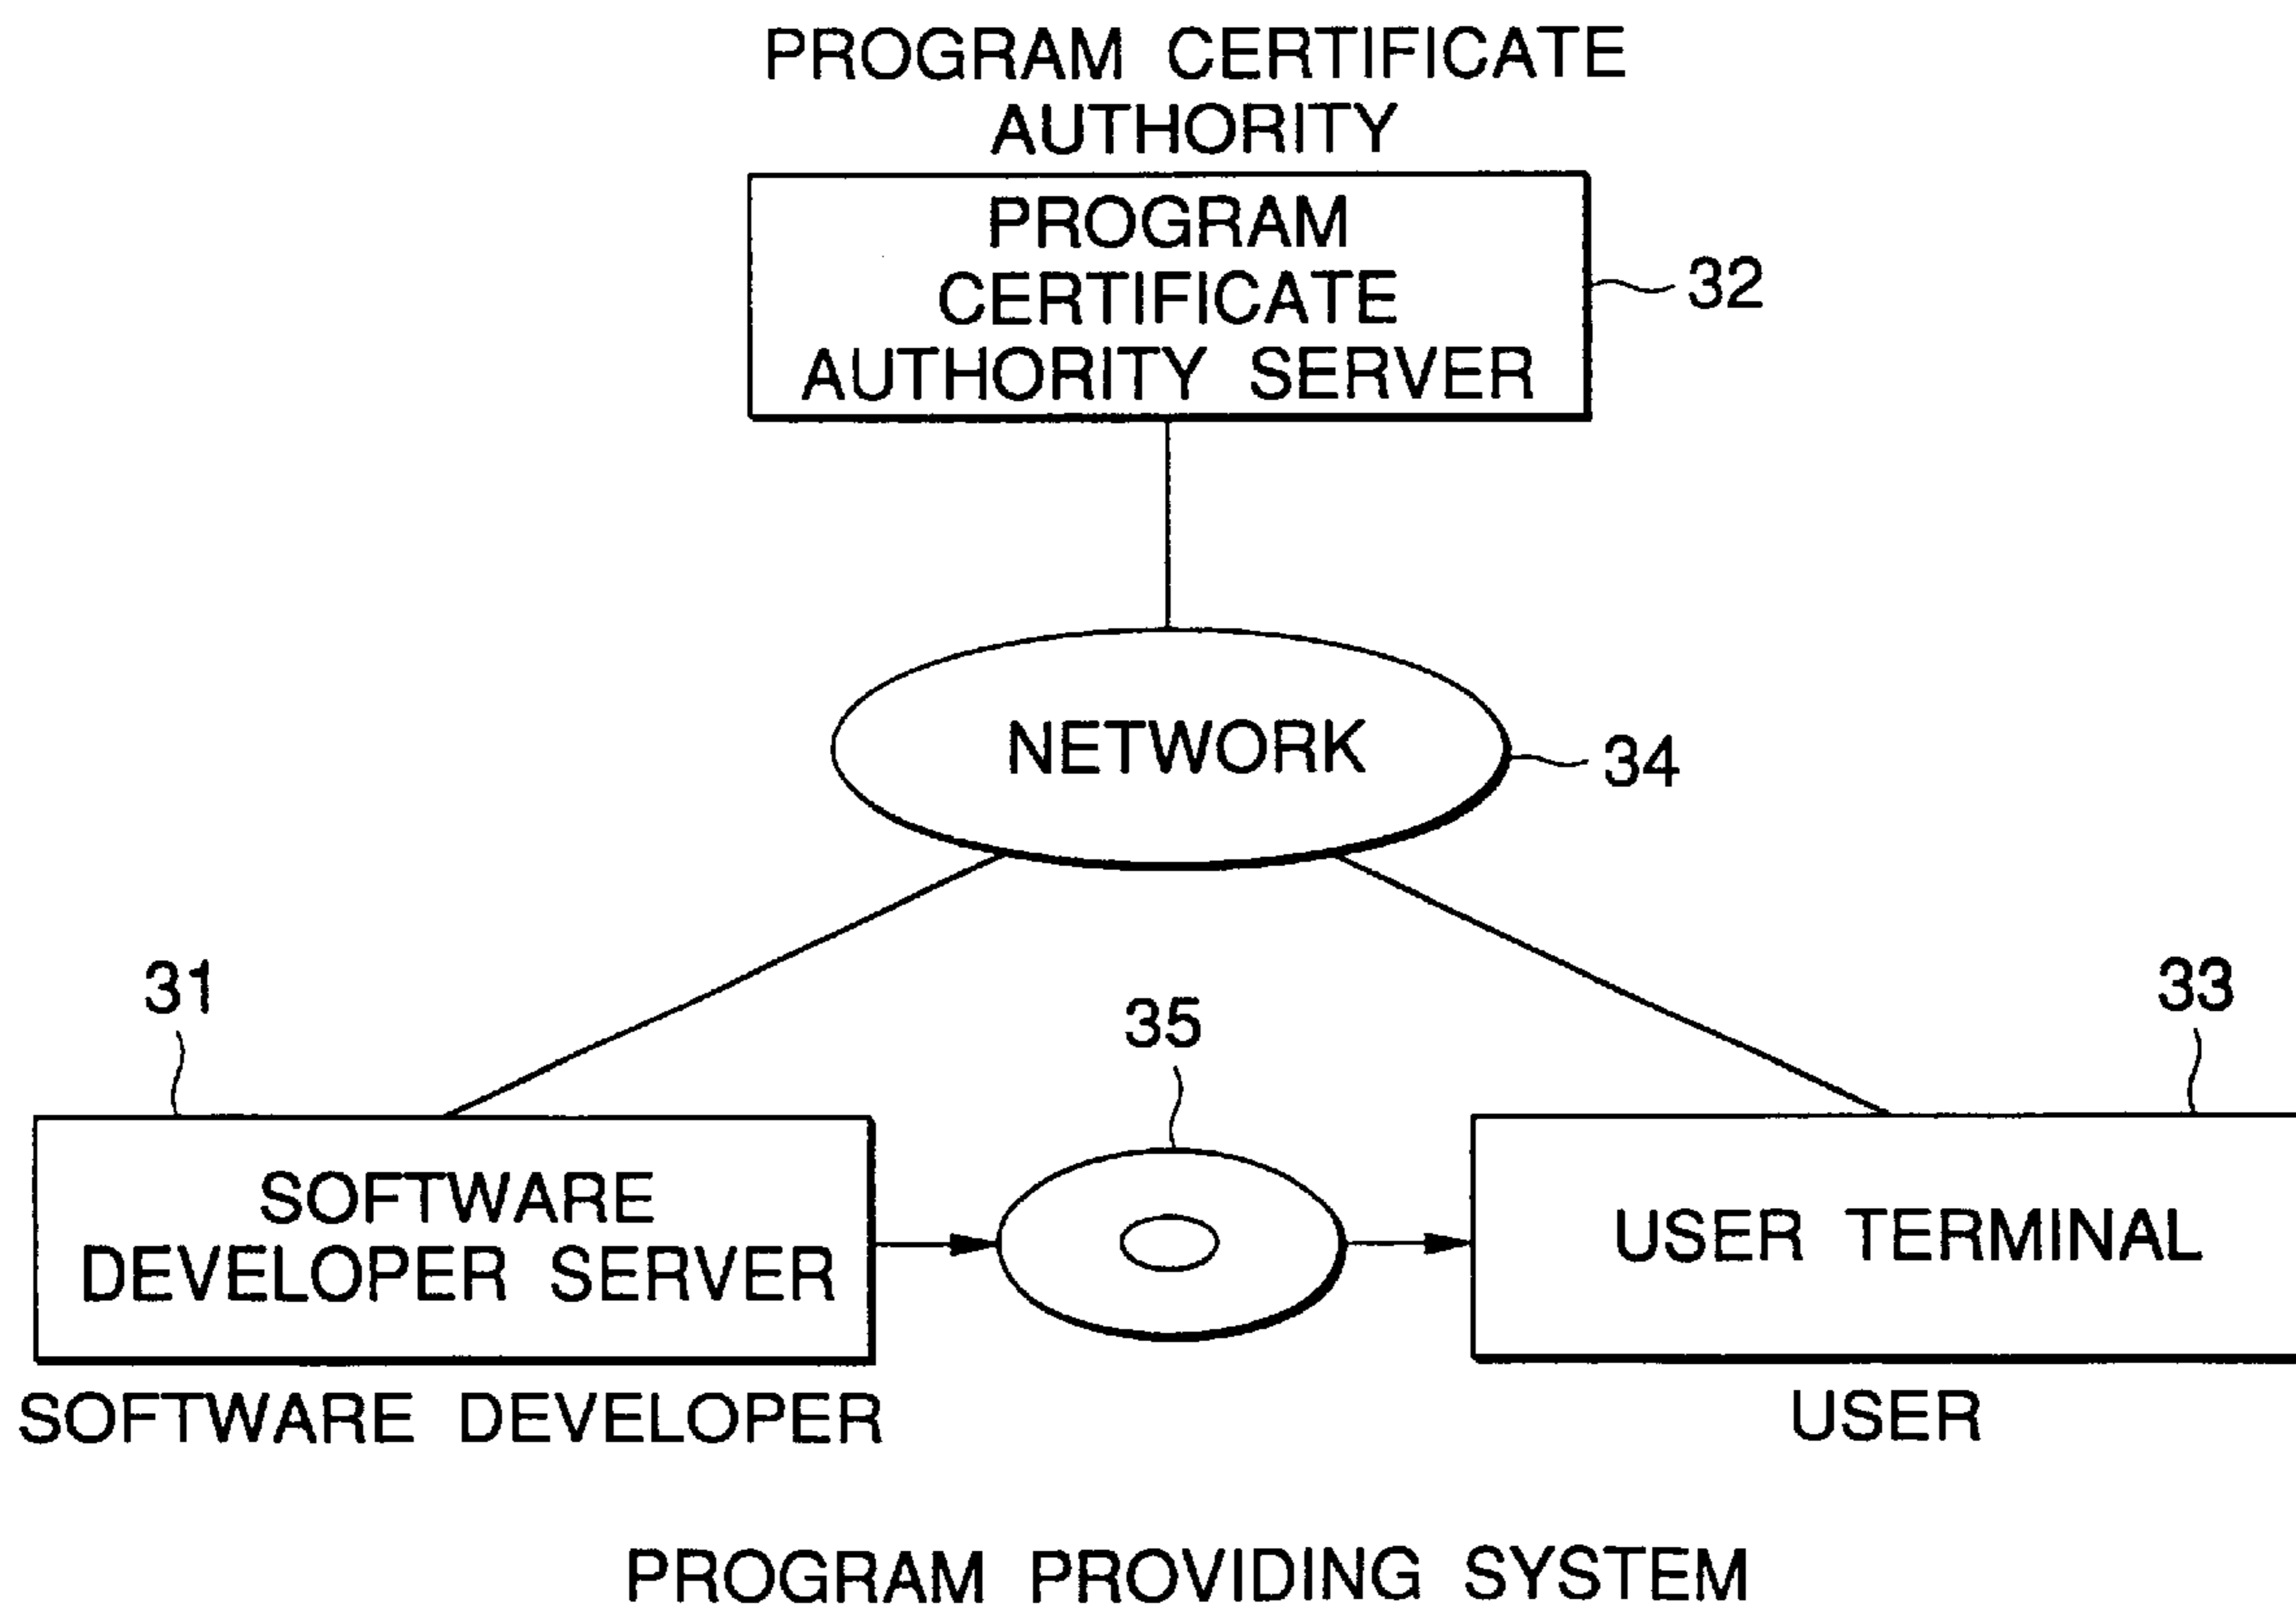 PROGRAM CERTIFICATE
AUTHORITY
PROGRAM
CERTIFICATE
AUTHORITY SERVER
32
NETWORK
34
31
35
33
SOFTWARE
DEVELOPER SERVER
USER TERMINAL
SOFTWARE DEVELOPER
USER
PROGRAM PROVIDING SYSTEM